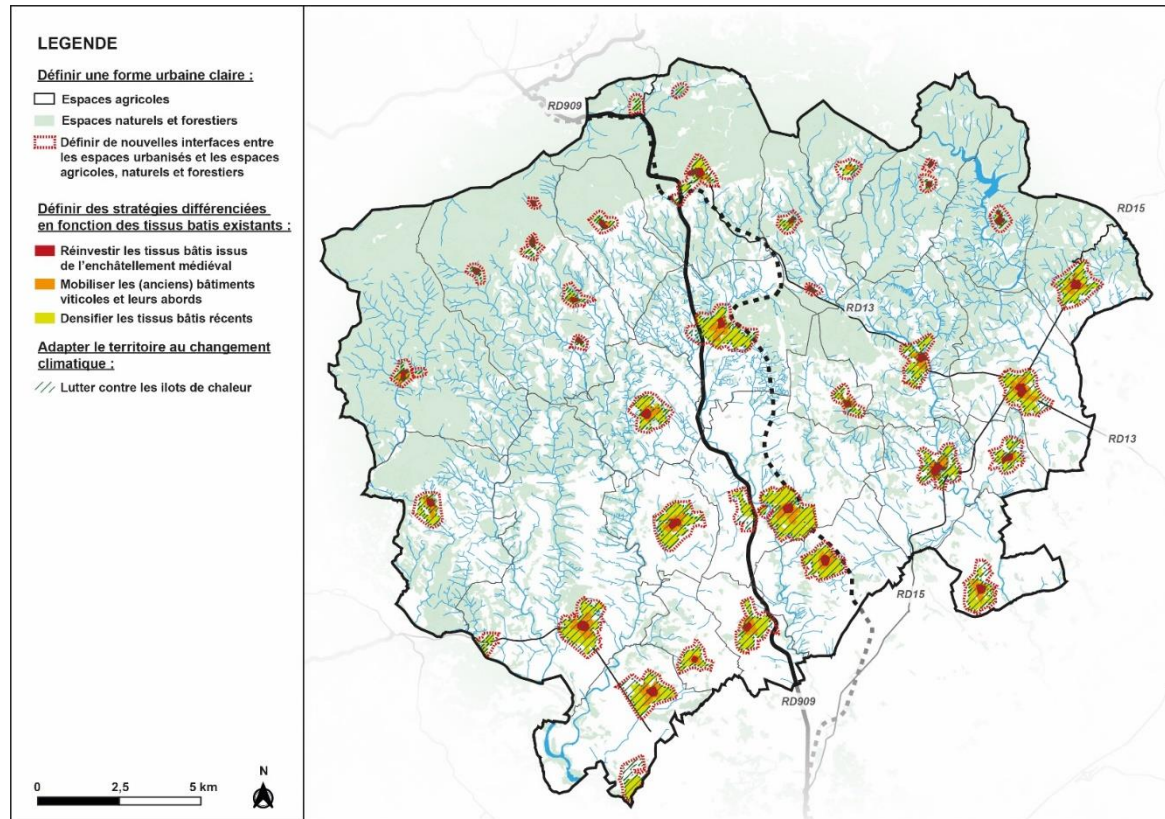 LEGENDE
Définir une forme urbaine claire :
Espaces agricoles
Espaces naturels et forestiers
Définir de nouvelles interfaces entre
les espaces urbanisés et les espaces
agricoles, naturels et forestiers
Définir des stratégies différenciées
en fonction des tissus batis existants :
Réinvestir les tissus bâtis issus
de l'enchâtellement médiéval
Mobiliser les (anciens) bâtiments
viticoles et leurs abords
Densifier les tissus bâtis récents
Adapter le territoire au changement
climatique :
Lutter contre les ilots de chaleur
0 2,5 5 km
N
RD909
RD15
RD13
RD13
RD15
RD909